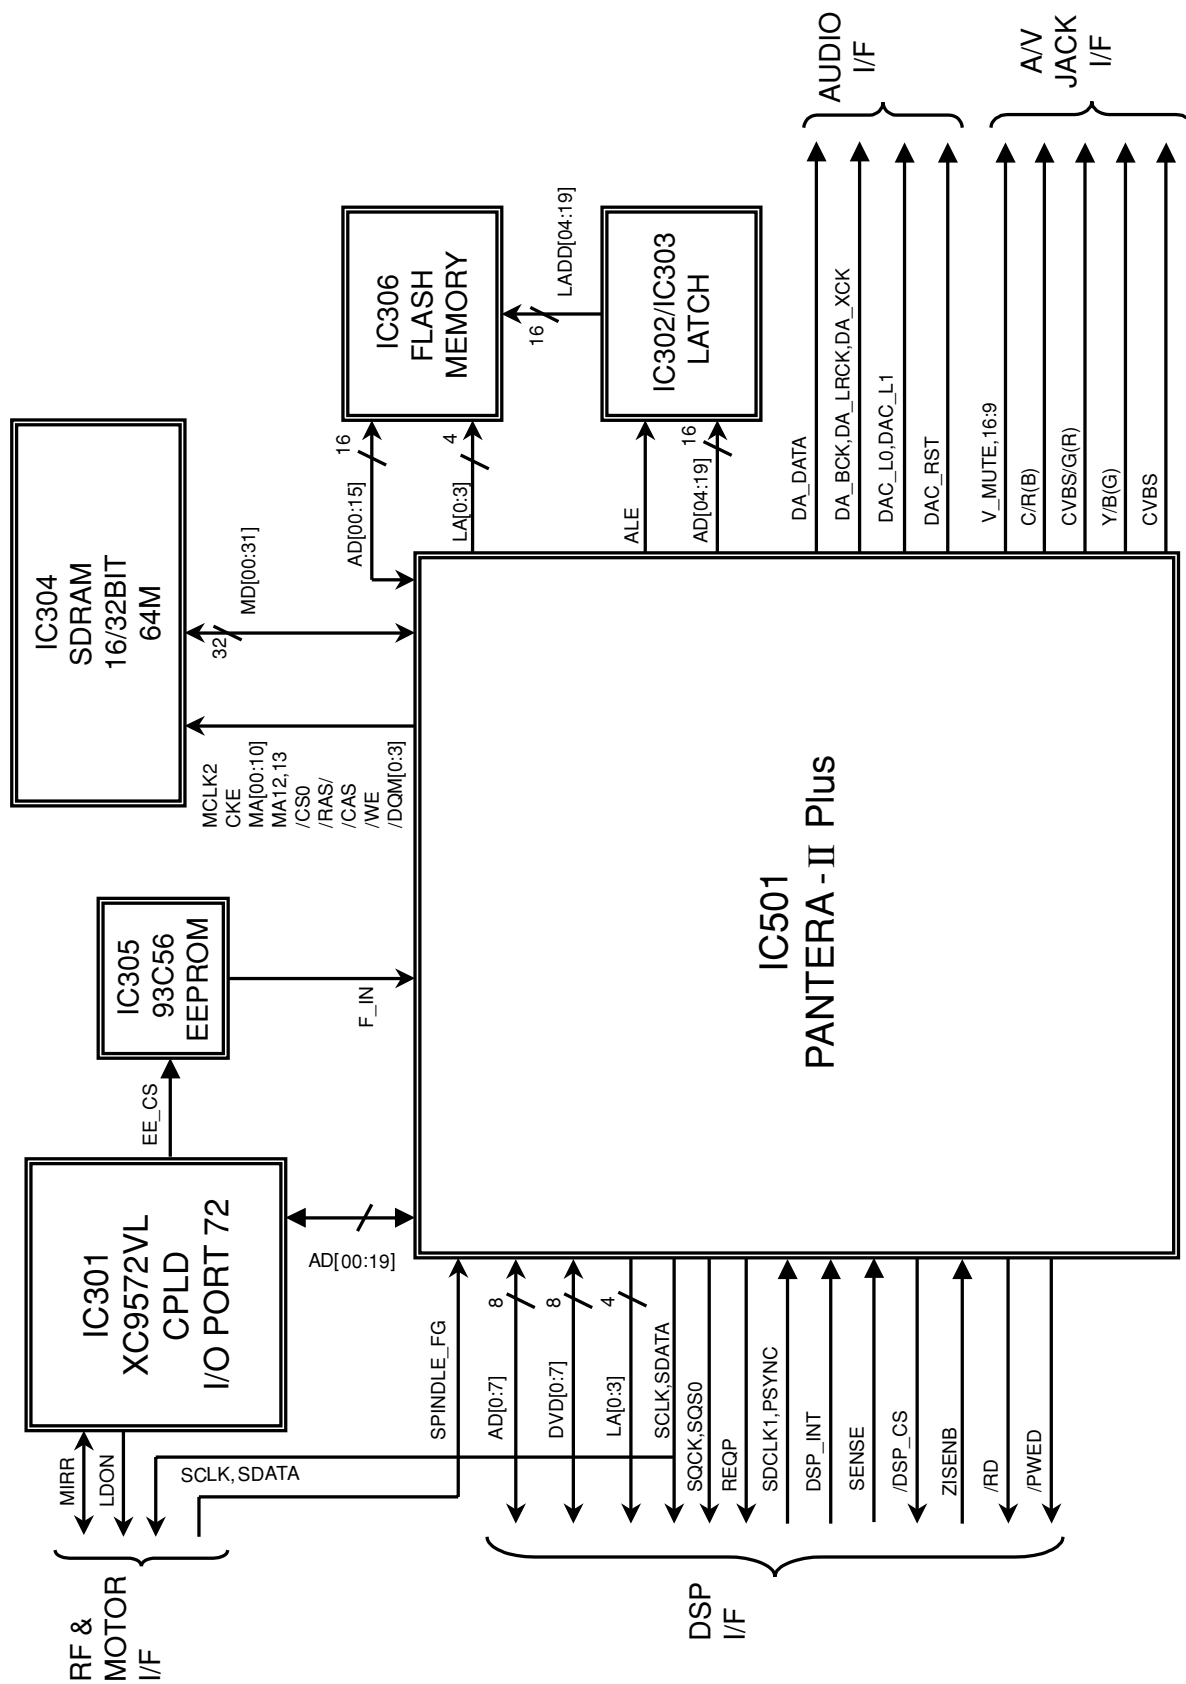 RF &
MOTOR
I/F
MIRR
LDON
SCLK,SDATA
IC301
XC9572VL
CPLD
I/O PORT 72
EE_CS
IC305
93C56
EEPROM
F_IN
AD[00:19]
IC304
SDRAM
16/32BIT
64M
MCLK2
CKE
MA[00:10]
MA12,13
/CS0
/RAS/
/CAS
/WE
/DQM[0:3]
32
MD[00:31]
IC306
FLASH
MEMORY
AD[00:15]
16
LA[0:3]
4
16
LADD[04:19]
IC302/IC303
LATCH
ALE
AD[04:19]
16
IC501
PANTERA-II Plus
DSP
I/F
SPINDLE_FG
AD[0:7]
8
DVD[0:7]
8
LA[0:3]
4
SCLK,SDATA
SQCK,SQS0
REQP
SDCLK1,PSYNC
DSP_INT
SENSE
/DSP_CS
ZISENB
/RD
/PWED
DA_DATA
DA_BCK,DA_LRCK,DA_XCK
DAC_L0,DAC_L1
DAC_RST
AUDIO
I/F
V_MUTE,16:9
C/R(B)
CVBS/G(R)
Y/B(G)
CVBS
A/V
JACK
I/F